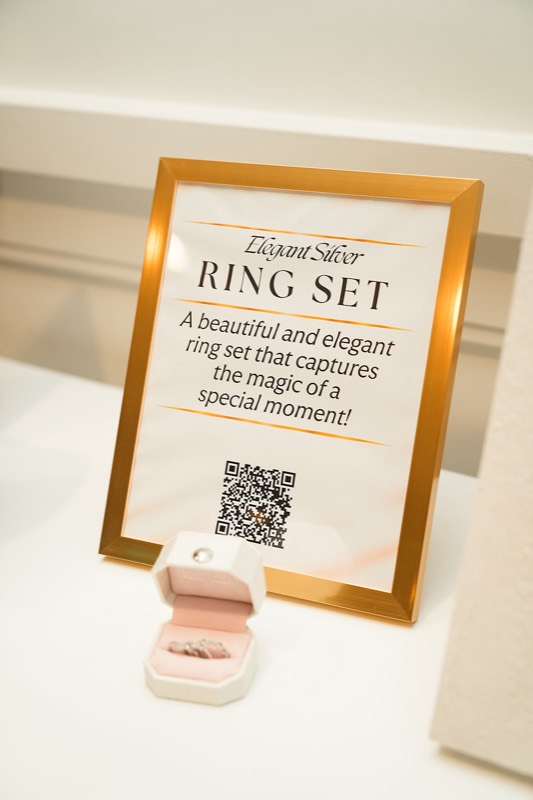 Elegant Silver
RING SET
A beautiful and elegant
ring set that captures
the magic of a
special moment!